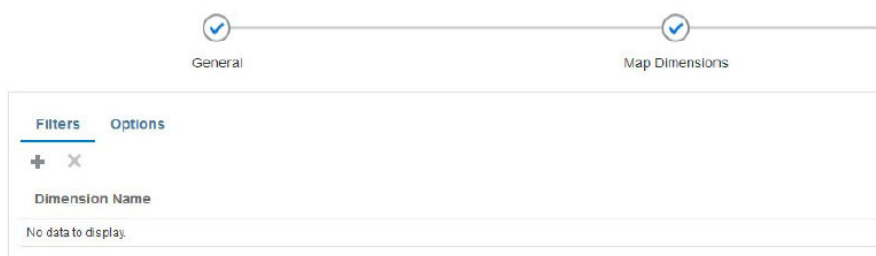 General Map Dimensions
Filters Options
Dimension Name
No data to display.